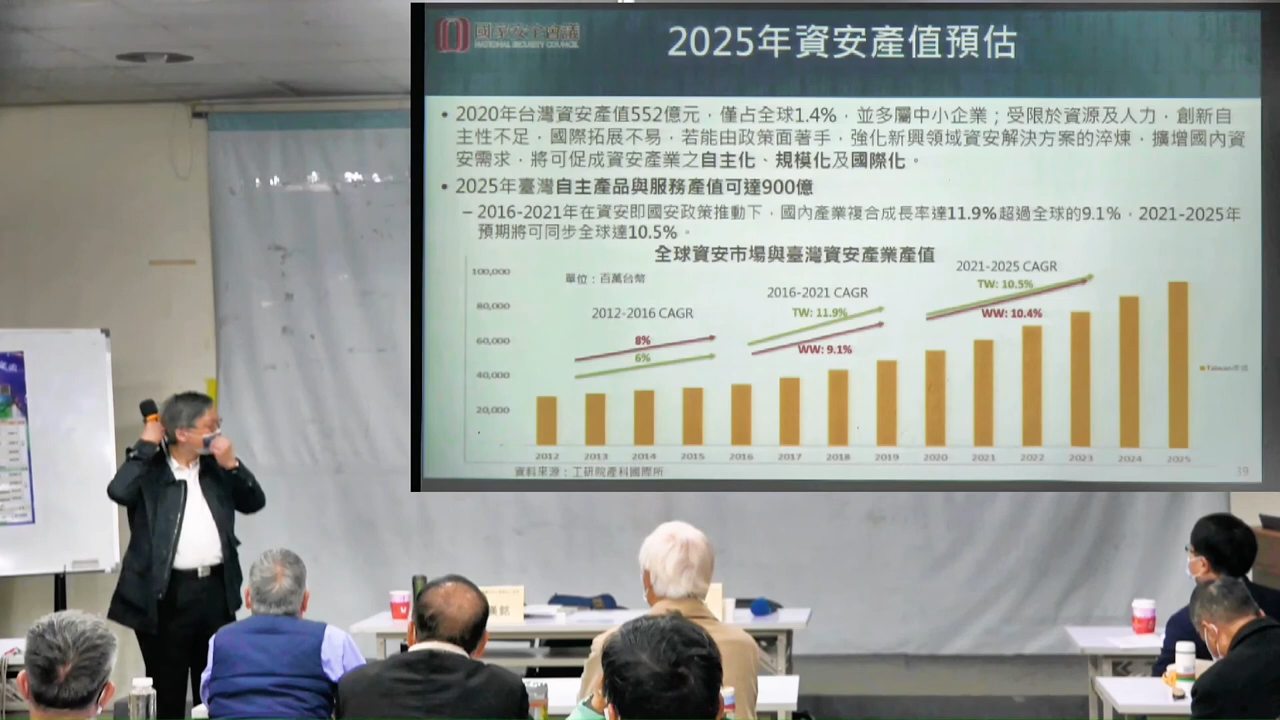 國家安全會議
NATIONAL SECURITY COUNCIL
2025年資安產值預估
• 2020年台灣資安產值552億元，僅占全球1.4%，並多屬中小企業；受限於資源及人力，創新自
主性不足，國際拓展不易，若能由政策面著手，強化新興領域資安解決方案的淬煉，擴增國內資
安需求，將可促成資安產業之自主化、規模化及國際化。
• 2025年臺灣自主產品與服務產值可達900億
– 2016-2021年在資安即國安政策推動下，國內產業複合成長率達11.9%超過全球的9.1%，2021-2025年
預期將可同步全球達10.5%。
全球資安市場與臺灣資安產業產值
單位：百萬台幣
100,000
80,000
60,000
40,000
20,000
2012-2016 CAGR
8%
6%
2016-2021 CAGR
TW: 11.9%
WW: 9.1%
2021-2025 CAGR
TW: 10.5%
WW: 10.4%
2012 2013 2014 2015 2016 2017 2018 2019 2020 2021 2022 2023 2024 2025
Taiwan
資料來源：工研院產科國際所
39
銘